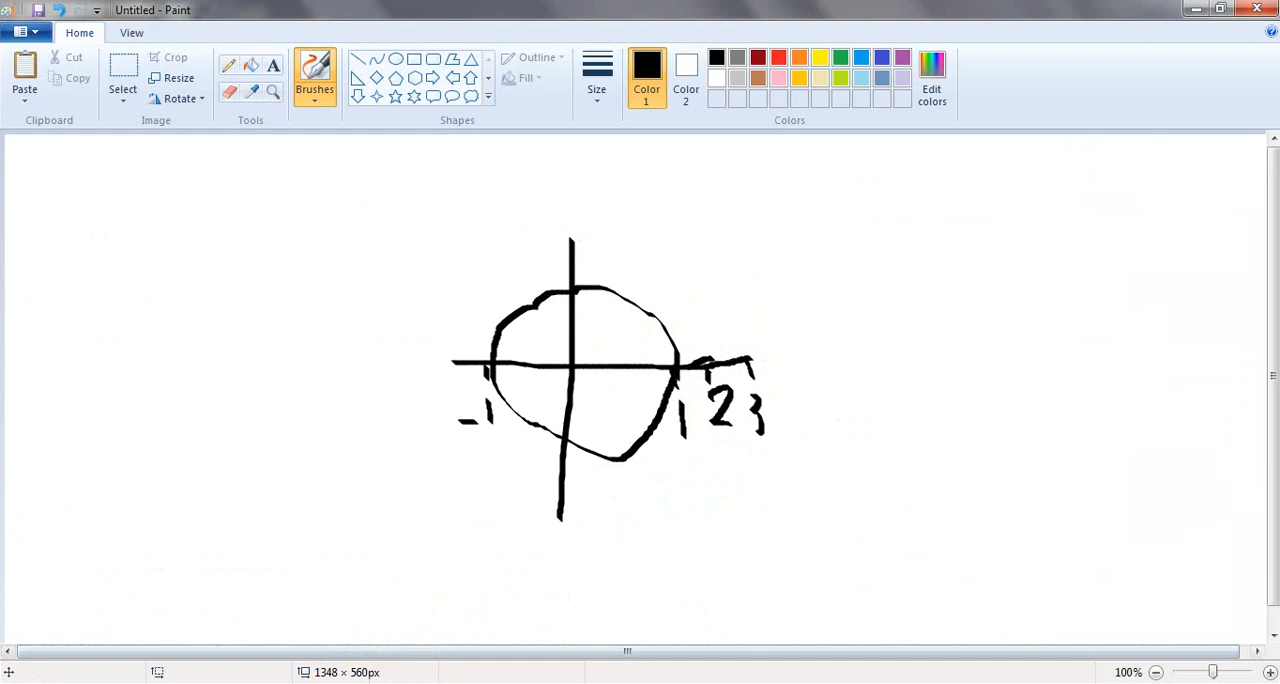 Untitled - Paint
Home View
Paste
Cut
Copy
Clipboard
Select
Crop
Resize
Rotate
Image
A
Tools
Brushes
Shapes
Outline
Fill
Size
Color 1
Color 2
Edit colors
Colors
-1 1 2 3
1348 × 560px
100%